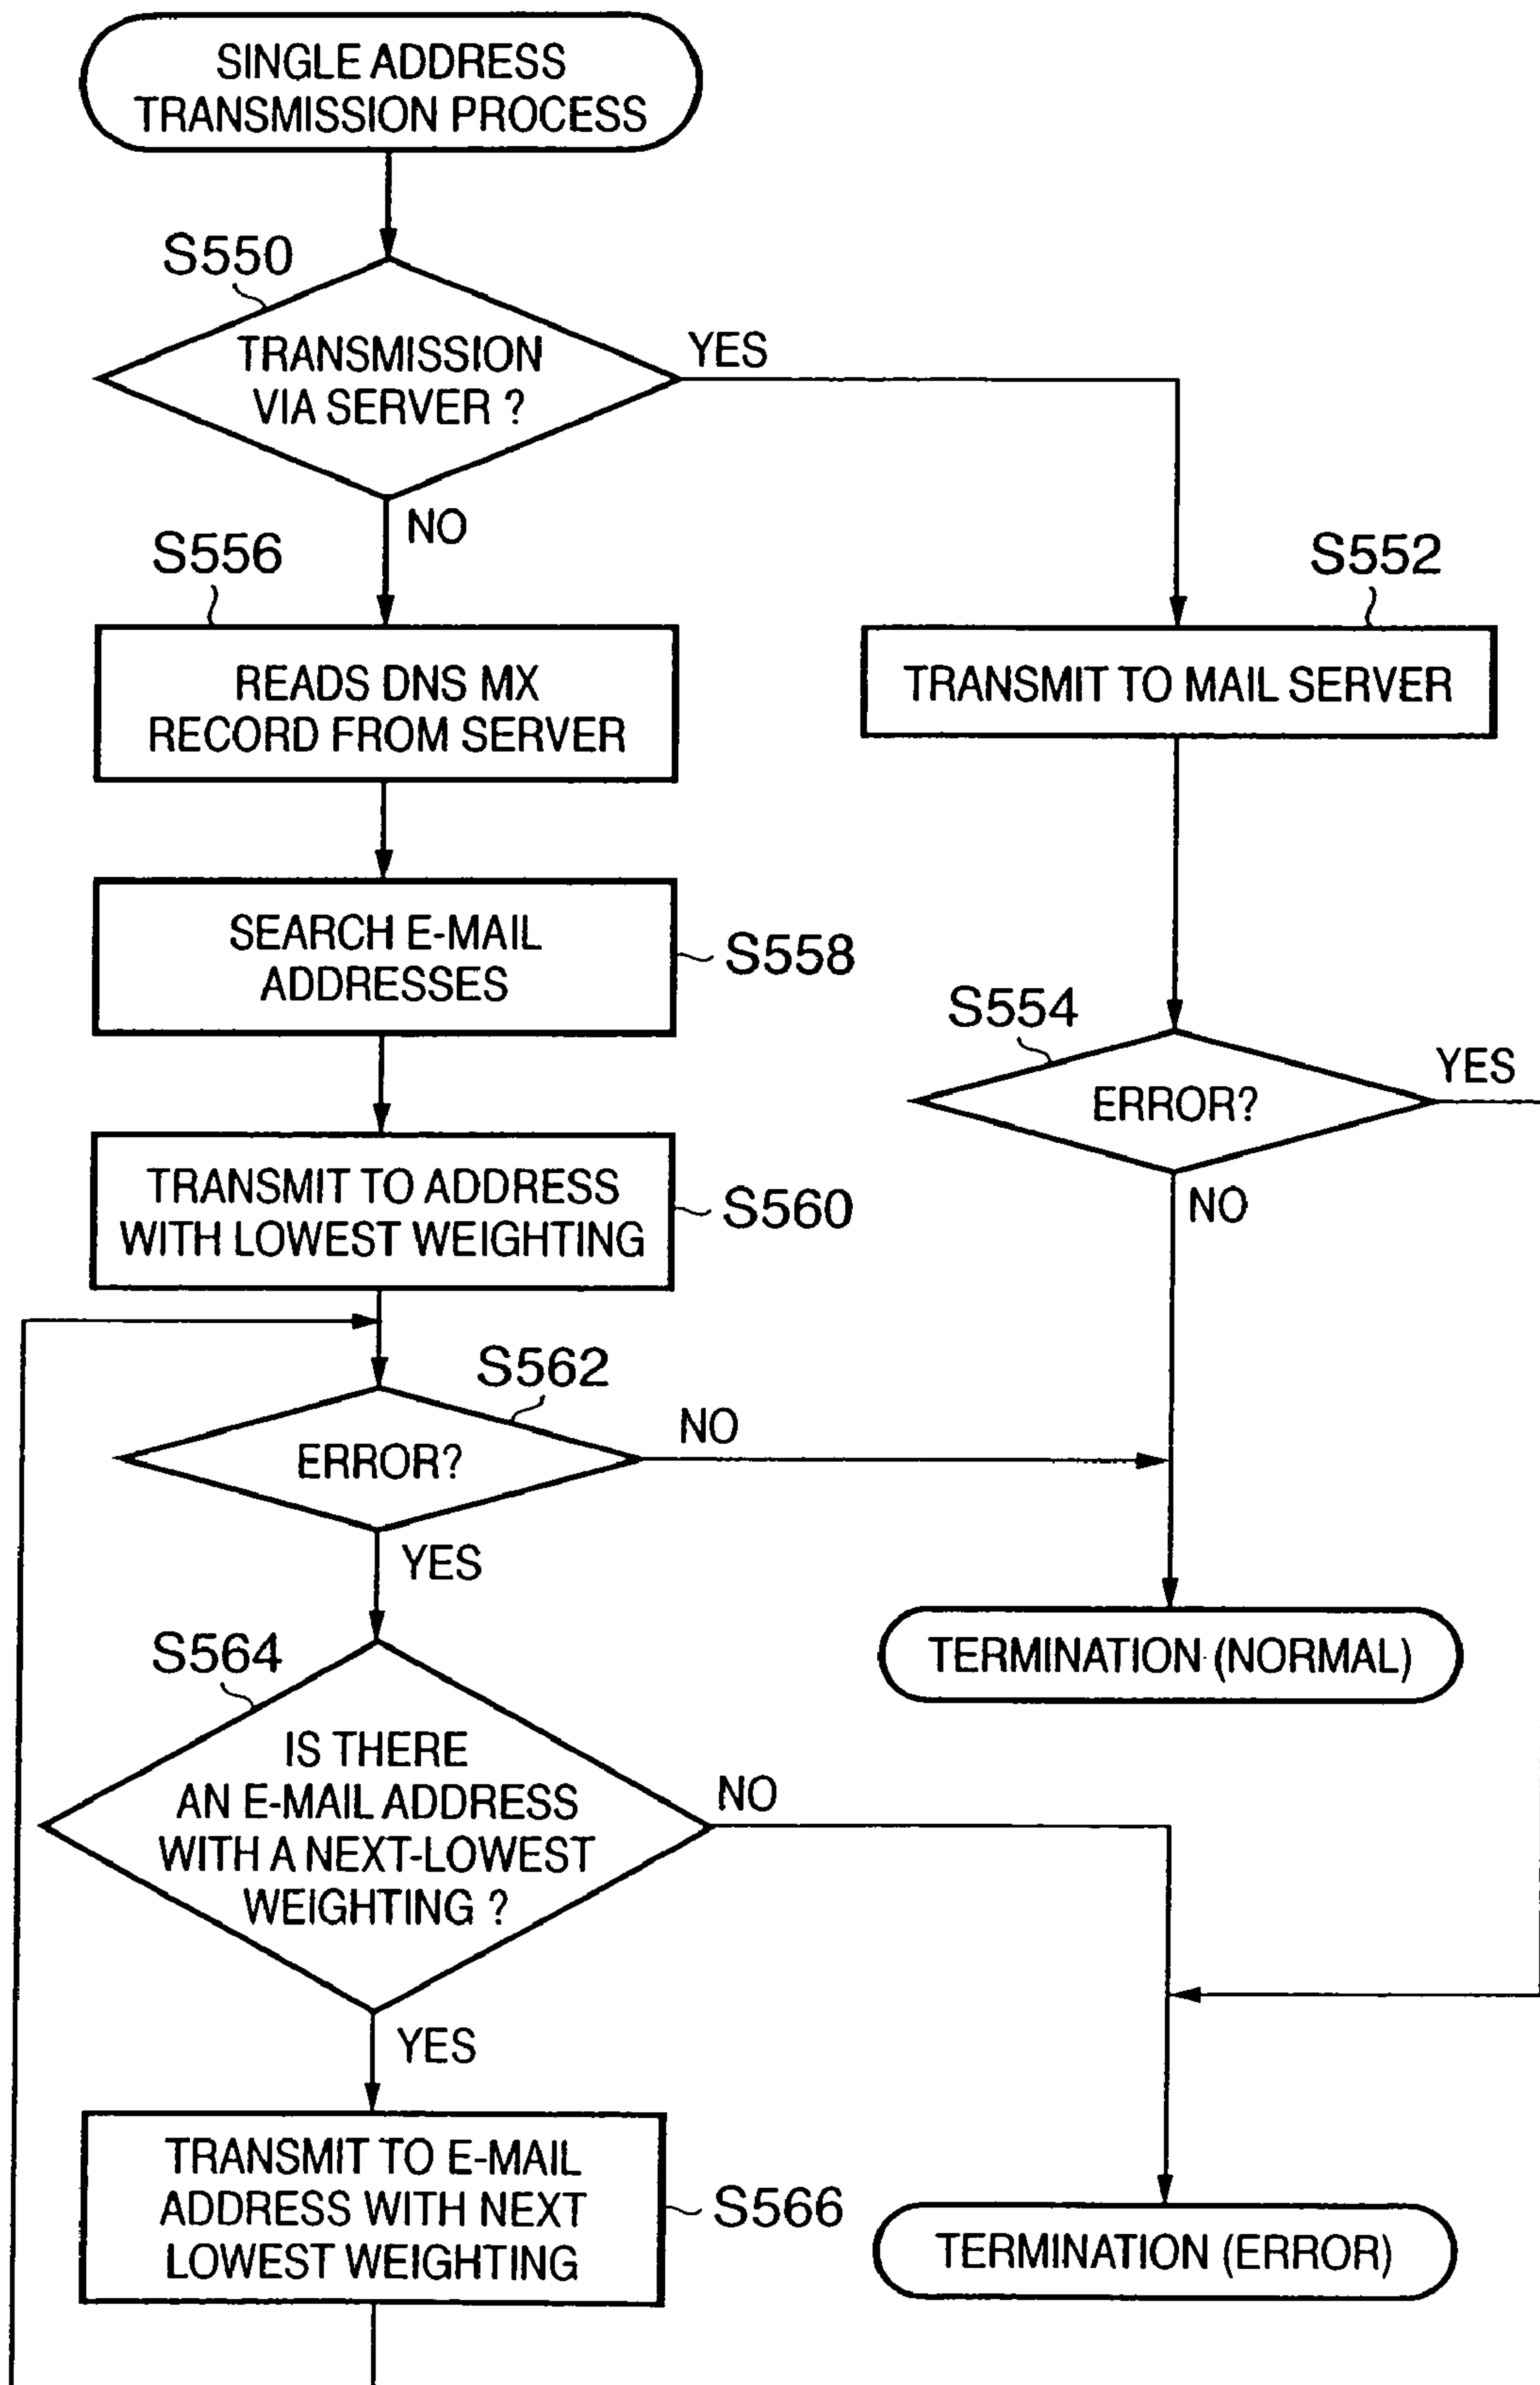 SINGLE ADDRESS
TRANSMISSION PROCESS
S550
TRANSMISSION
VIA SERVER ?
YES
NO
S556
READS DNS MX
RECORD FROM SERVER
S552
TRANSMIT TO MAIL SERVER
SEARCH E-MAIL
ADDRESSES
S558
S554
ERROR?
YES
NO
TRANSMIT TO ADDRESS
WITH LOWEST WEIGHTING
S560
S562
ERROR?
NO
YES
TERMINATION (NORMAL)
S564
IS THERE
AN E-MAIL ADDRESS
WITH A NEXT-LOWEST
WEIGHTING ?
NO
YES
TRANSMIT TO E-MAIL
ADDRESS WITH NEXT
LOWEST WEIGHTING
S566
TERMINATION (ERROR)